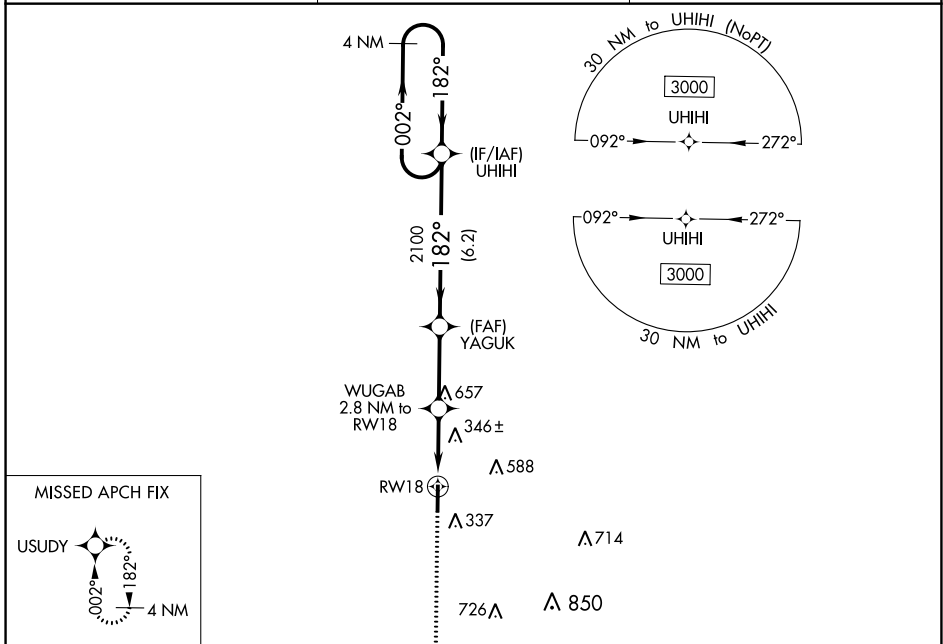 4 NM
182°
002°
(IF/IAF)
UHIHI
2100
182°
(6.2)
(FAF)
YAGUK
WUGAB
2.8 NM to
RW18
657
346±
588
RW18
337
714
726
850
30 NM to UHIHI (NoPT)
3000
UHIHI
092°
272°
092°
272°
UHIHI
3000
30 NM to UHIHI
MISSED APCH FIX
USUDY
002°
182°
4 NM